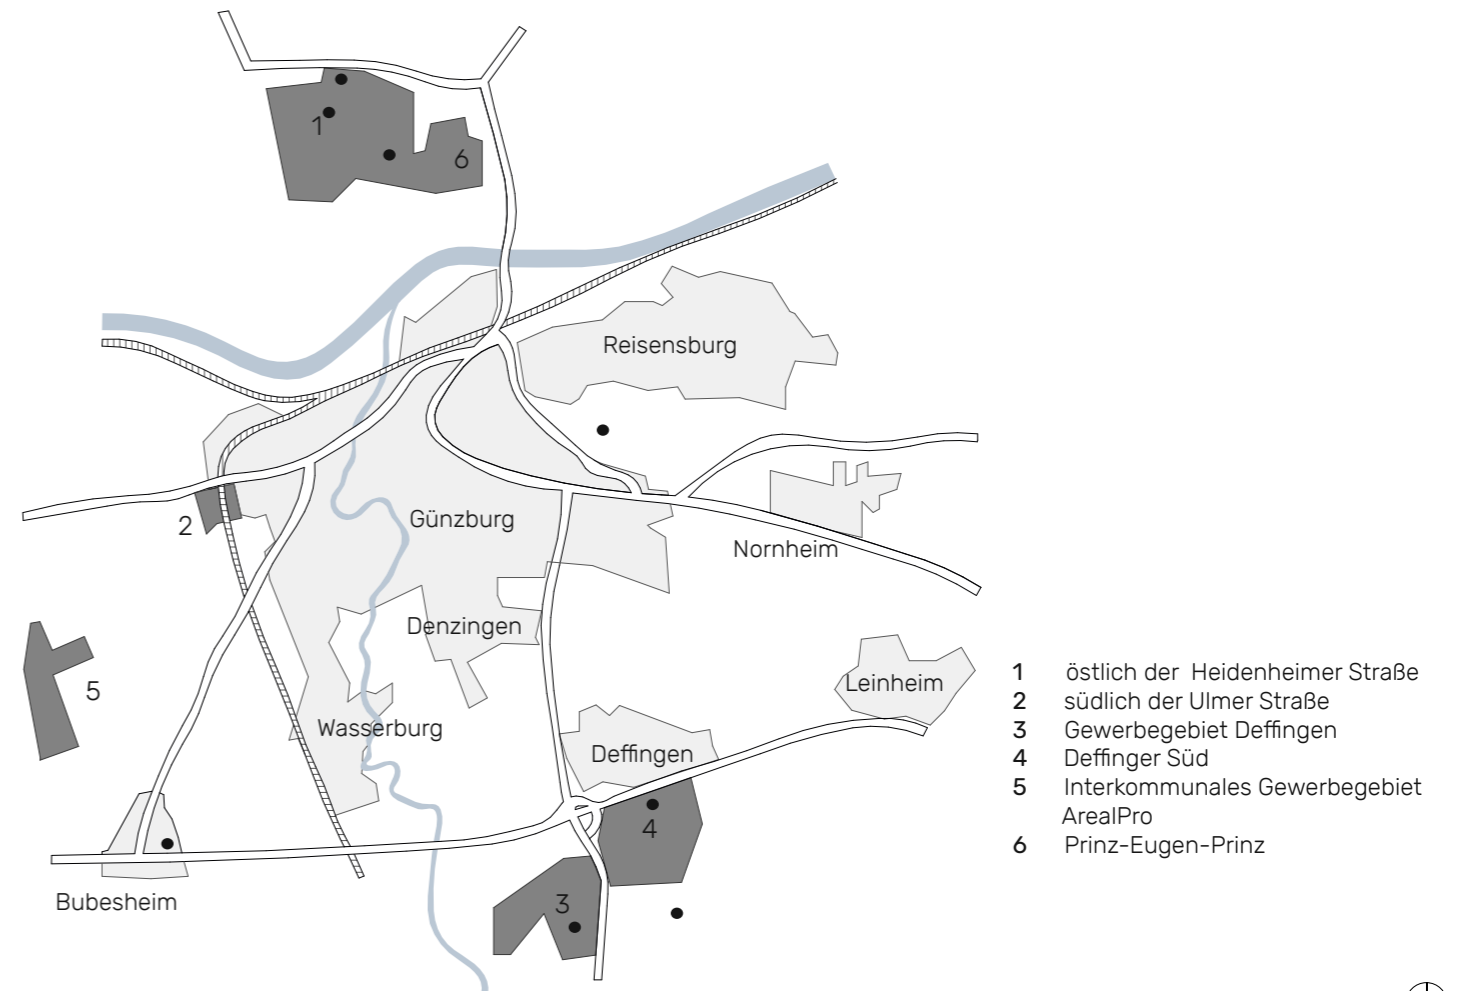 1
6
Reisensburg
2
Günzburg
Nornheim
Denzingen
5
Leinheim
Wasserburg
Deffingen
4
Bubesheim
3
1 östlich der Heidenheimer Straße
2 südlich der Ulmer Straße
3 Gewerbegebiet Deffingen
4 Deffinger Süd
5 Interkommunales Gewerbegebiet
ArealPro
6 Prinz-Eugen-Prinz